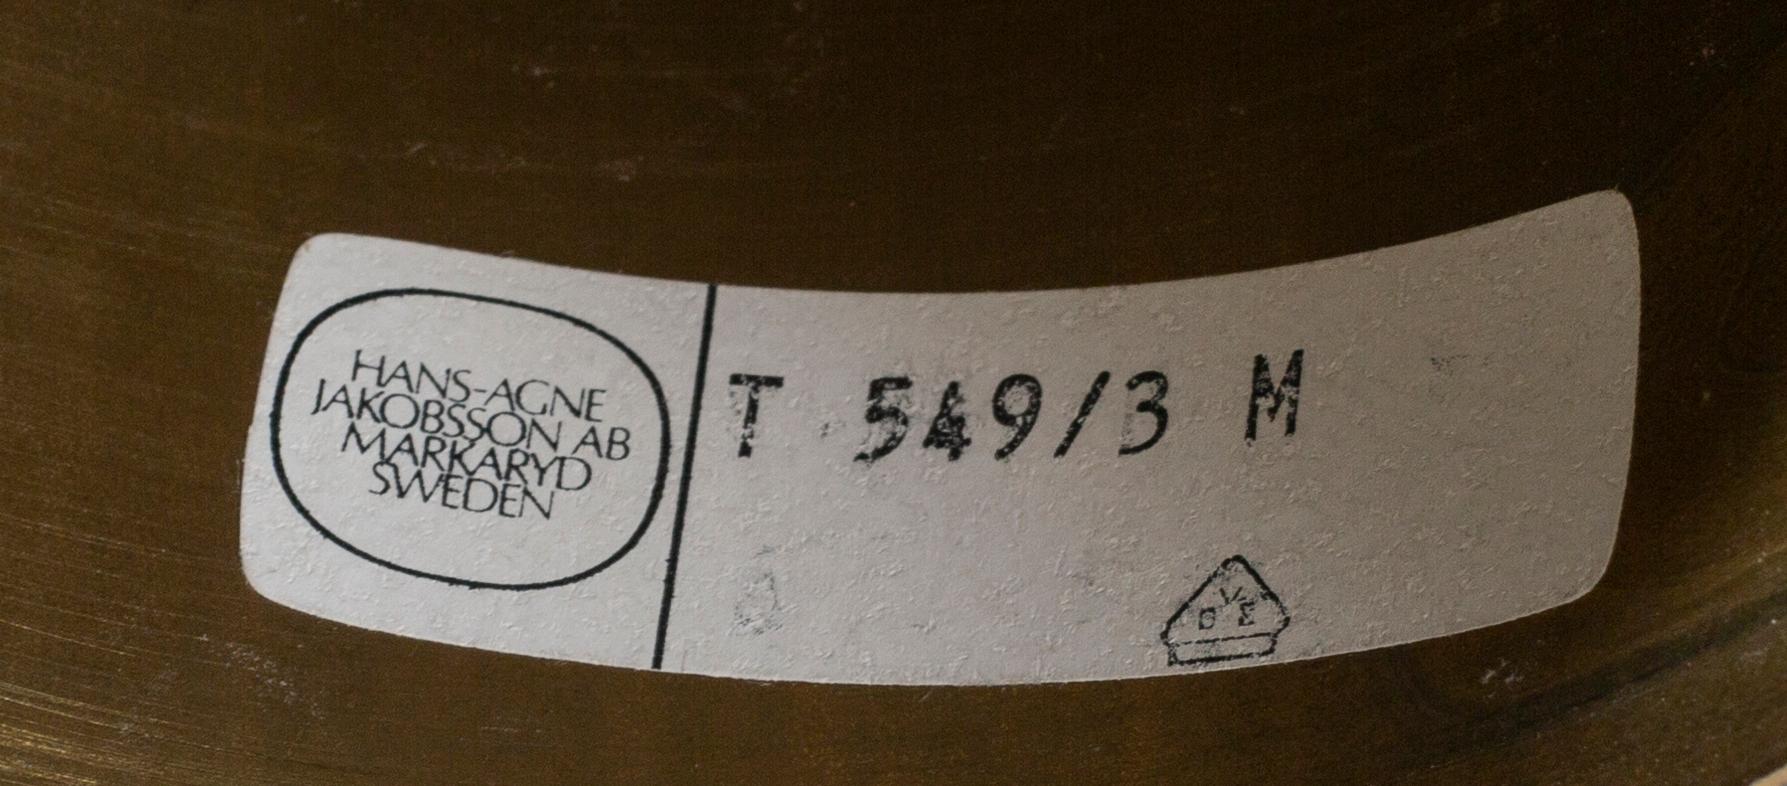 HANS-AGNE
JAKOBSSON AB
MARKARYD
SWEDEN
T 549/3 M